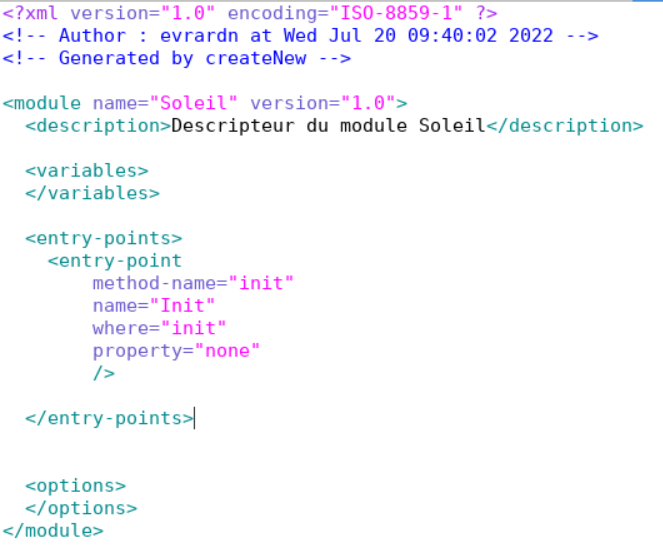 <?xml version="1.0" encoding="ISO-8859-1" ?>
<!-- Author : evrardn at Wed Jul 20 09:40:02 2022 -->
<!-- Generated by createNew -->
<module name="Soleil" version="1.0">
<description>Descripteur du module Soleil</description>
<variables>
</variables>
<entry-points>
<entry-point
method-name="init"
name="Init"
where="init"
property="none"
/>
</entry-points>
<options>
</options>
</module>